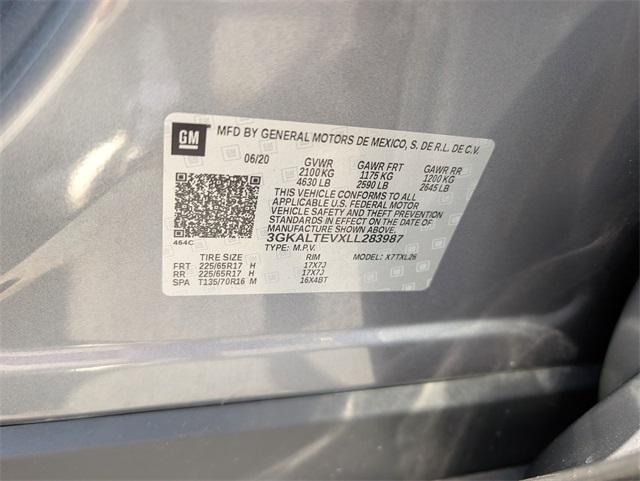 GM
MFD BY GENERAL MOTORS DE MEXICO, S. DE R.L. DE C.V.
06/20 GVWR GAWR FRT GAWR RR
2100 KG 1175 KG 1200 KG
4630 LB 2590 LB 2645 LB
THIS VEHICLE CONFORMS TO ALL
APPLICABLE U.S. FEDERAL MOTOR
VEHICLE SAFETY AND THEFT PREVENTION
STANDARDS IN EFFECT ON THE DATE OF
MANUFACTURE SHOWN ABOVE.
464C 3GKALTEVXLL283987
TYPE: M.P.V. MODEL: X7TXL26
TIRE SIZE RIM
FRT 225/65R17 H 17X7J
RR 225/65R17 H 17X7J
SPA T135/70R16 M 16X4BT